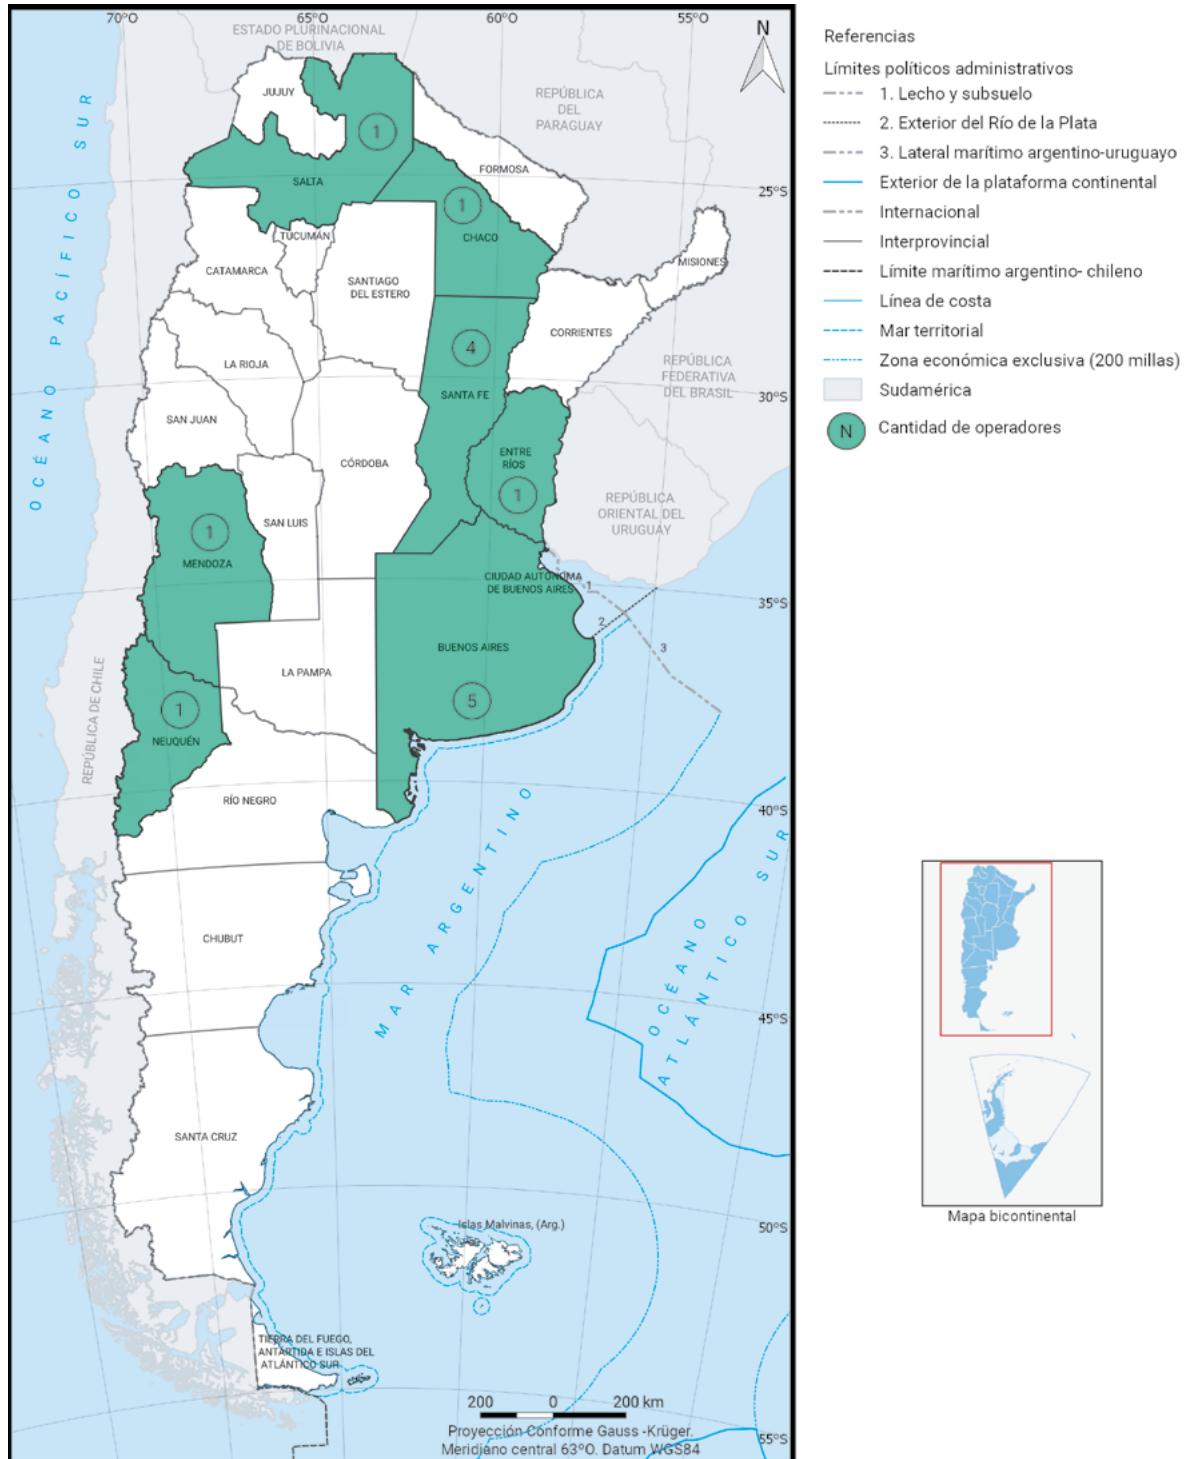 70°O
65°O
60°O
55°O
ESTADO PLURINACIONAL
DE BOLIVIA
N
JUJUY
REPÚBLICA
DEL
PARAGUAY
1
FORMOSA
SALTA
25°S
1
CHACO
TUCUMÁN
CATAMARCA
SANTIAGO
DEL ESTERO
MISIONES
CORRIENTES
4
LA RIOJA
REPÚBLICA
FEDERATIVA
DEL BRASIL
SANTA FE
30°S
SAN JUAN
ENTRE
RÍOS
CÓRDOBA
1
REPÚBLICA
ORIENTAL DEL
URUGUAY
SAN LUIS
1
MENDOZA
CIUDAD AUTÓNOMA
DE BUENOS AIRES
1
35°S
2
3
BUENOS AIRES
LA PAMPA
5
1
NEUQUÉN
REPÚBLICA DE CHILE
RÍO NEGRO
40°S
OCÉANO PACÍFICO SUR
MAR ARGENTINO
OCÉANO
ATLÁNTICO SUR
CHUBUT
45°S
SANTA CRUZ
Islas Malvinas, (Arg.)
50°S
TIERRA DEL FUEGO,
ANTÁRTIDA E ISLAS DEL
ATLÁNTICO SUR
200 0 200 km
Proyección Conforme Gauss -Krüger.
Meridiano central 63°O. Datum WGS84
55°S
Referencias
Límites políticos administrativos
1. Lecho y subsuelo
2. Exterior del Río de la Plata
3. Lateral marítimo argentino-uruguayo
Exterior de la plataforma continental
Internacional
Interprovincial
Límite marítimo argentino- chileno
Línea de costa
Mar territorial
Zona económica exclusiva (200 millas)
Sudamérica
N Cantidad de operadores
Mapa bicontinental